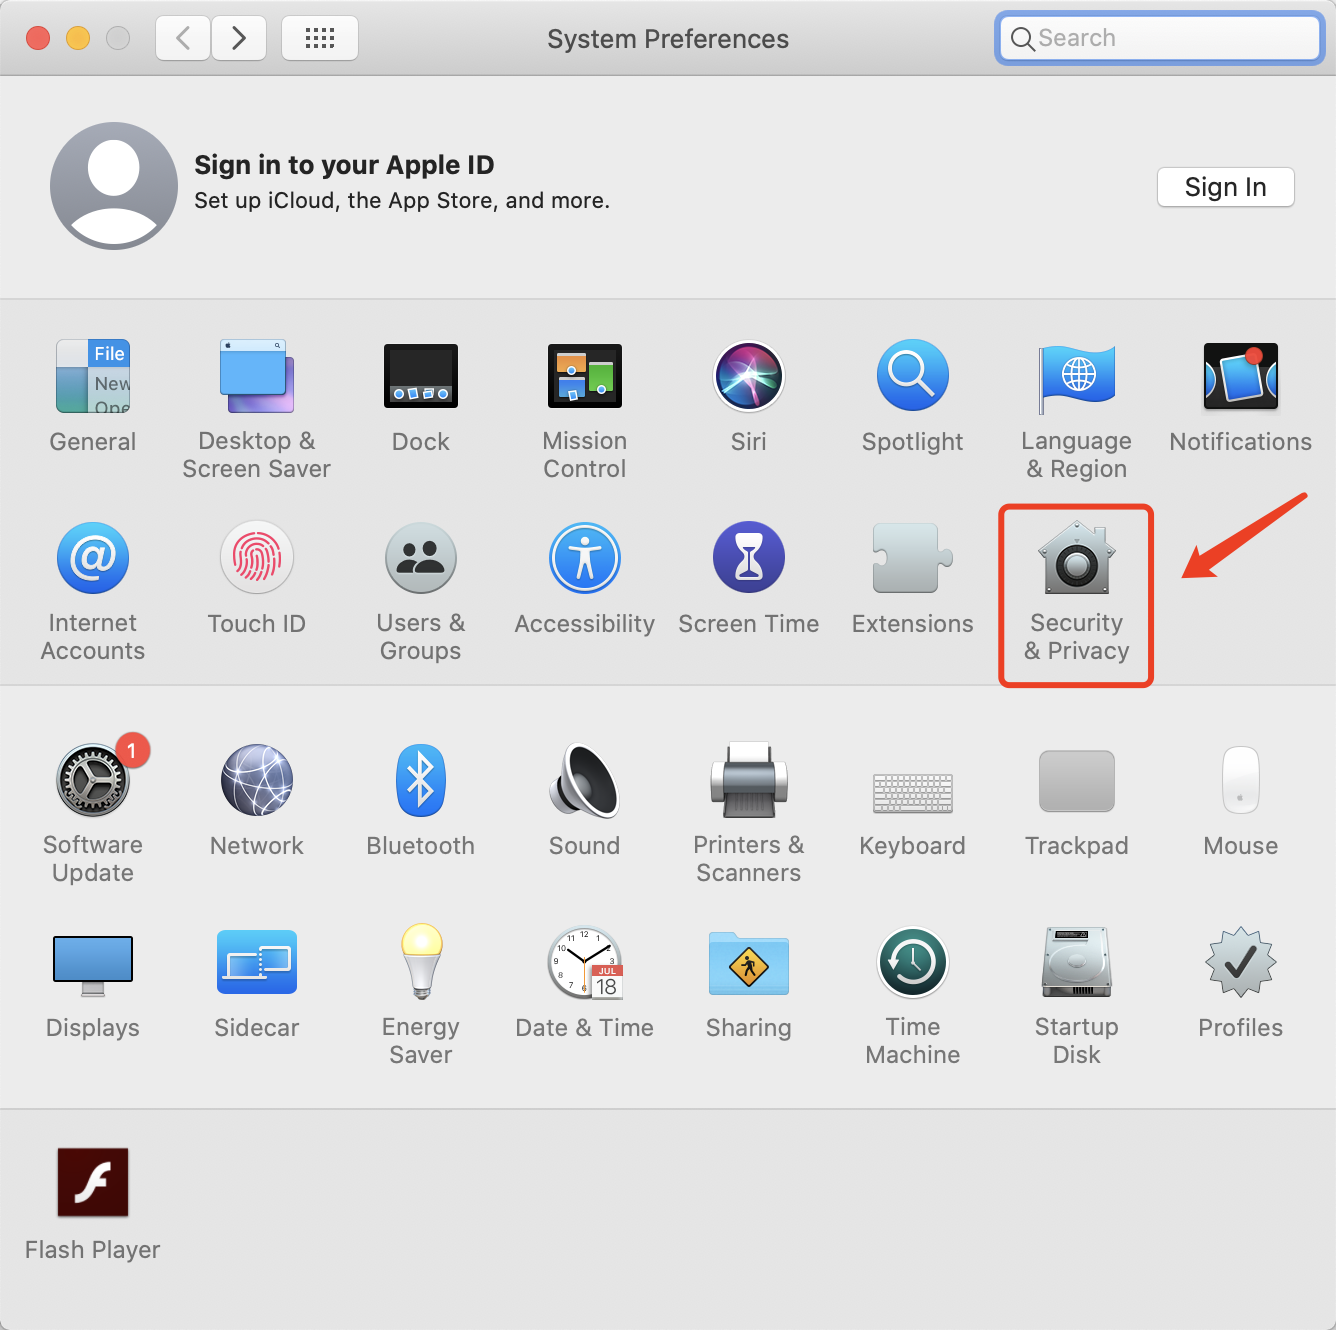 System Preferences
Search
Sign in to your Apple ID
Set up iCloud, the App Store, and more.
Sign In
File
New
Ope
General
Desktop &
Screen Saver
Dock
Mission
Control
Siri
Spotlight
Language
& Region
Notifications
@
Internet
Accounts
Touch ID
Users &
Groups
Accessibility
Screen Time
Extensions
Security
& Privacy
1
Software
Update
Network
Bluetooth
Sound
Printers &
Scanners
Keyboard
Trackpad
Mouse
Displays
Sidecar
Energy
Saver
11 12 1
10 2
9 3
8
7 6
JUL
18
Date & Time
Sharing
Time
Machine
Startup
Disk
Profiles
Flash Player